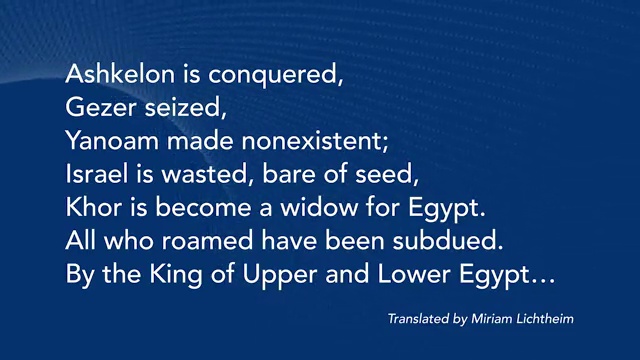 Ashkelon is conquered,
Gezer seized,
Yanoam made nonexistent;
Israel is wasted, bare of seed,
Khor is become a widow for Egypt.
All who roamed have been subdued.
By the King of Upper and Lower Egypt…
Translated by Miriam Lichtheim